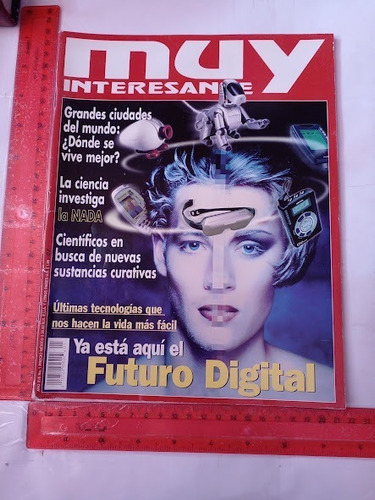 muy
INTERESANTE
Grandes ciudades
del mundo:
¿Dónde se
vive mejor?
La ciencia
investiga
la NADA
Científicos en
busca de nuevas
sustancias curativas
Últimas tecnologías que
nos hacen la vida más fácil
Ya está aquí el
Futuro Digital